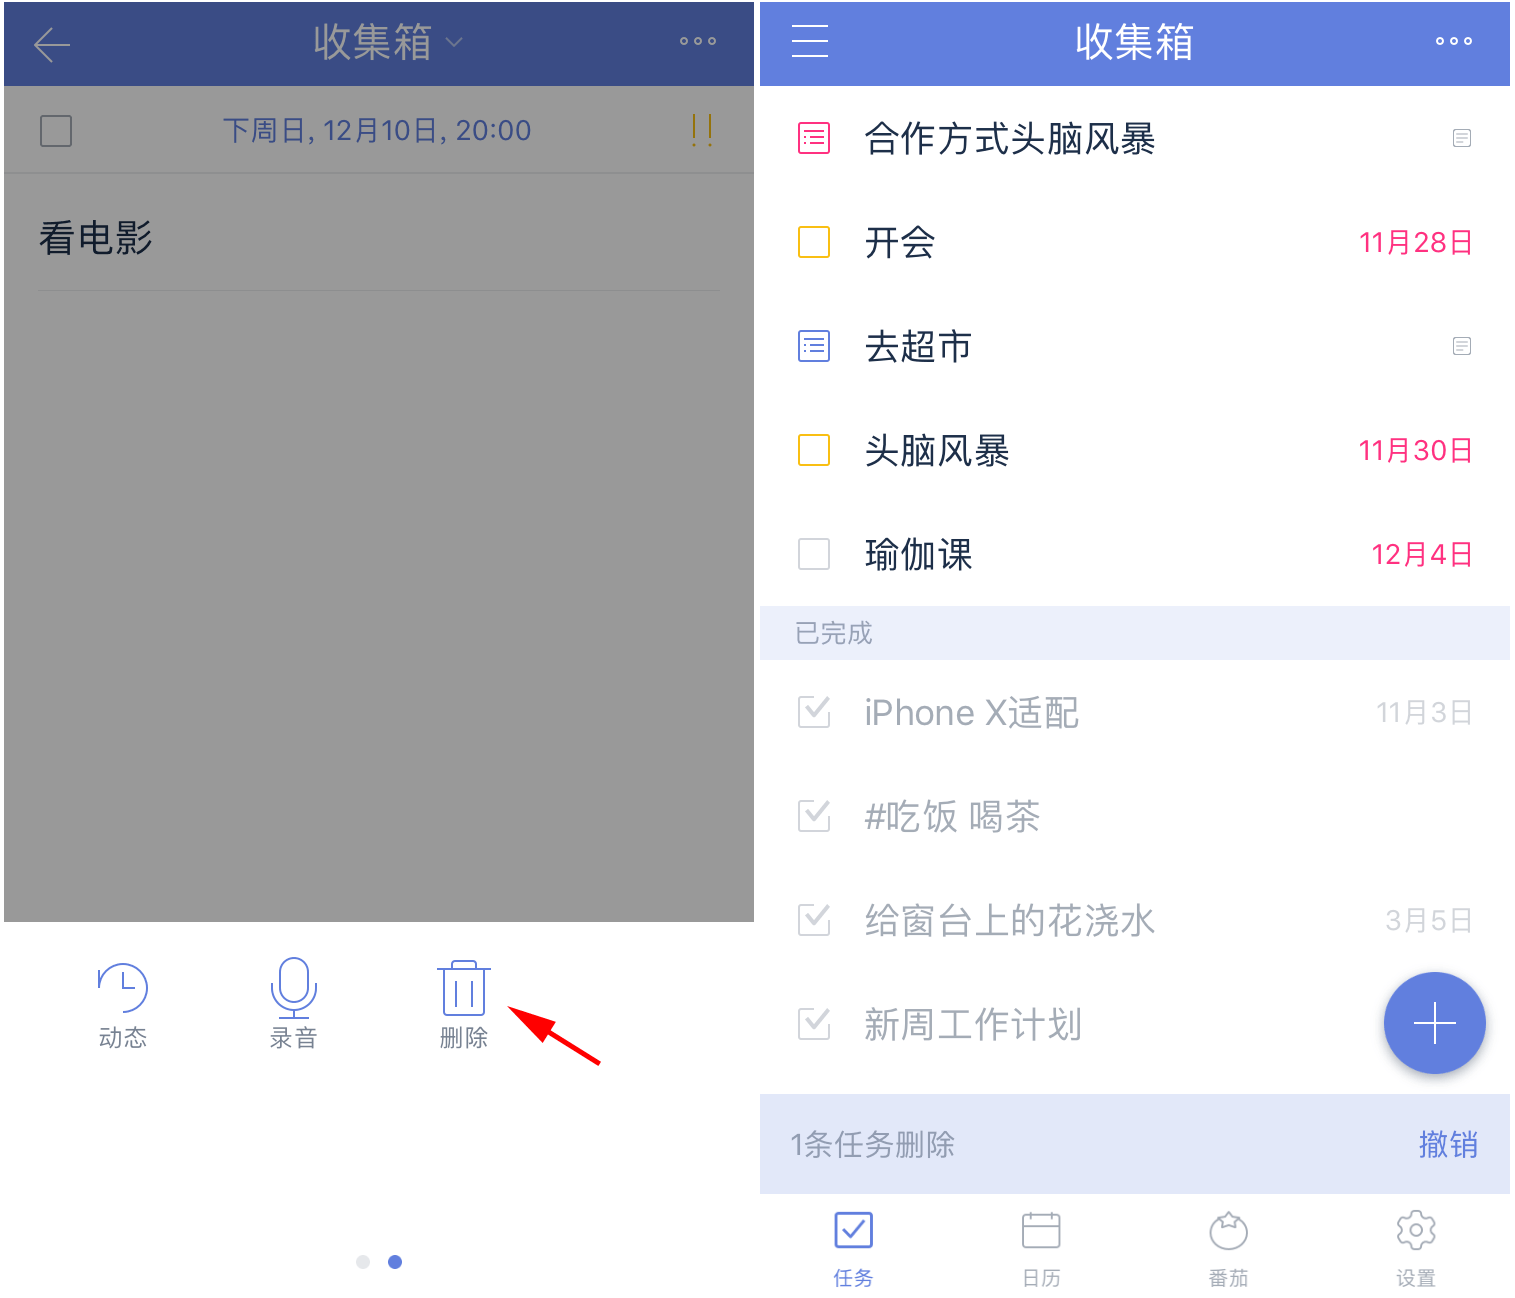 收集箱
下周日, 12月10日, 20:00
看电影
动态
录音
删除
收集箱
合作方式头脑风暴
开会 11月28日
去超市
头脑风暴 11月30日
瑜伽课 12月4日
已完成
iPhone X适配 11月3日
#吃饭 喝茶
给窗台上的花浇水 3月5日
新周工作计划
1条任务删除 撤销
任务
日历
番茄
设置